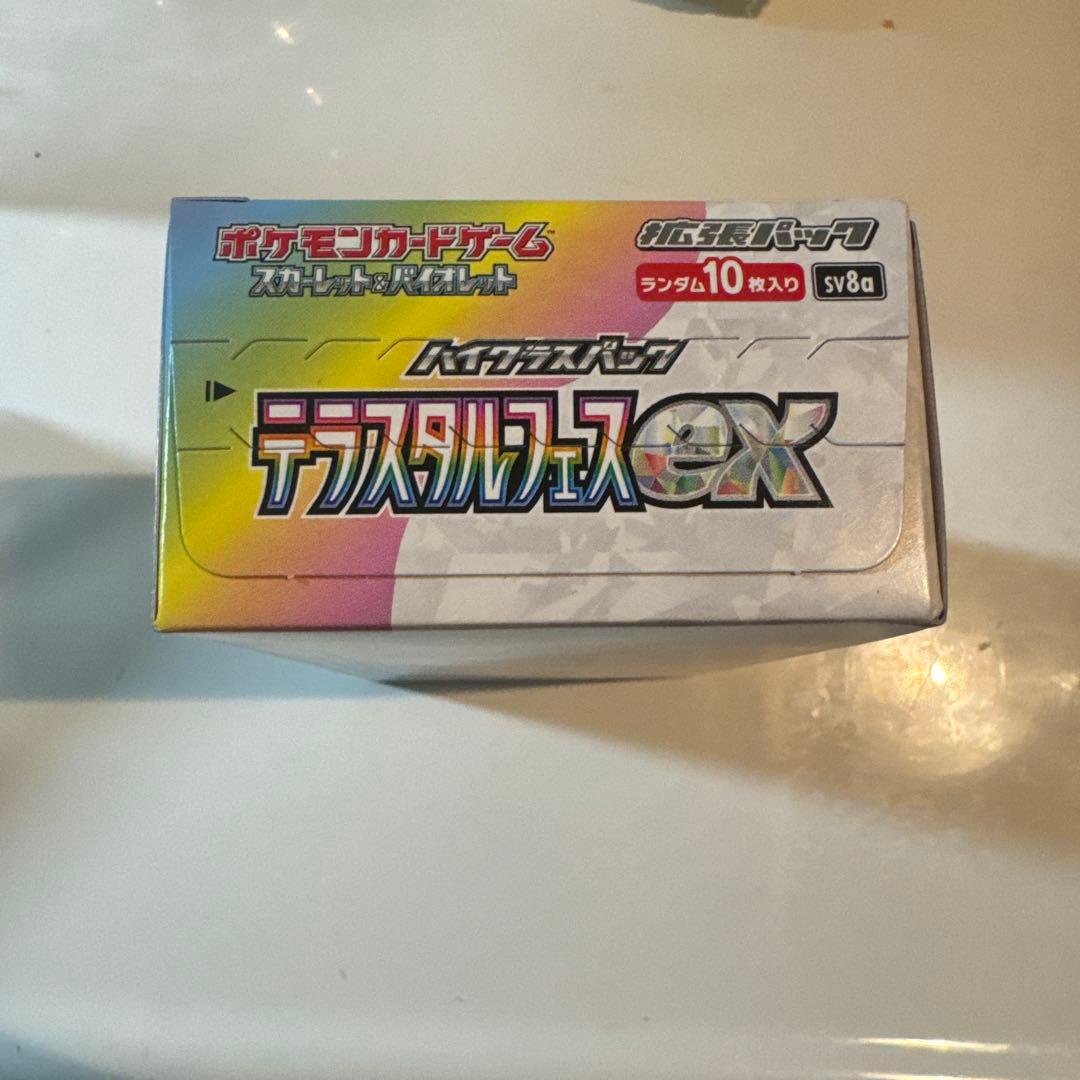 ポケモンカードゲーム™
スカーレット&バイオレット
拡張パック
ランダム10枚入り
SV8a
ハイクラスパック
テラスタルフェスex